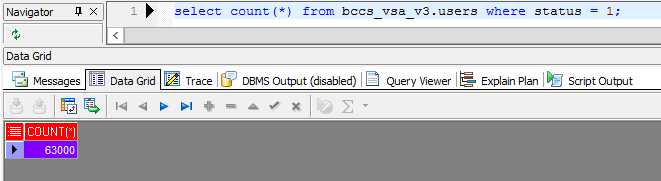 Navigator
1 select count(*) from bccs_vsa_v3.users where status = 1;
Data Grid
Messages Data Grid Trace DBMS Output (disabled) Query Viewer Explain Plan Script Output
COUNT(*)
63000